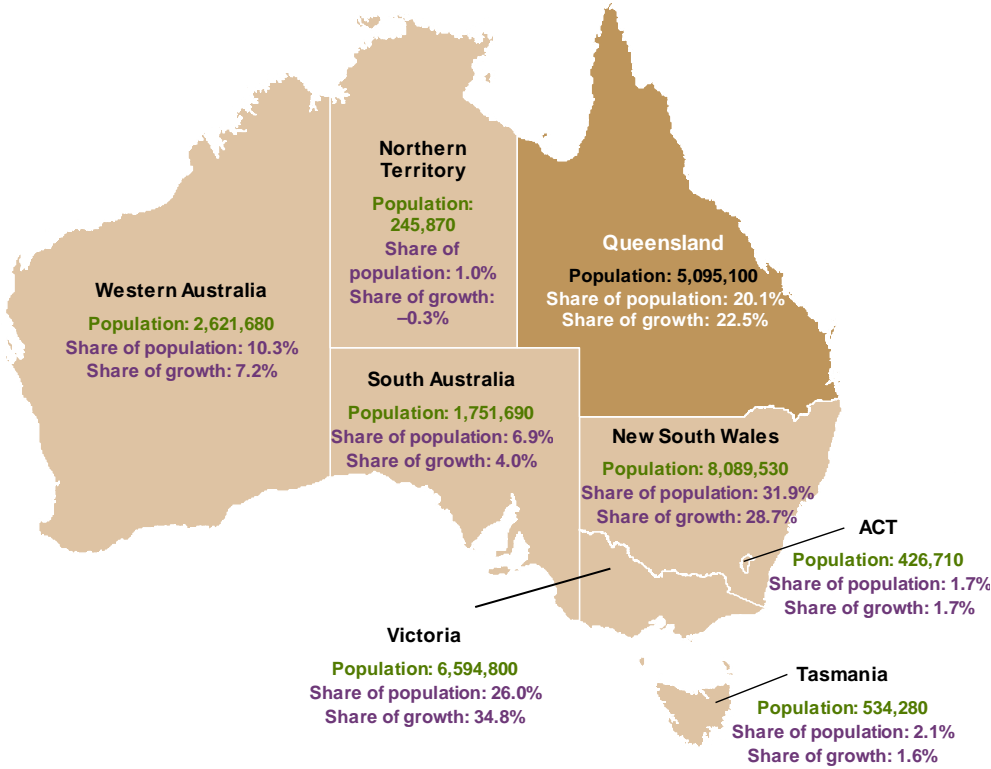 Northern
Territory
Population:
245,870
Share of
population: 1.0%
Share of growth:
–0.3%
Queensland
Population: 5,095,100
Share of population: 20.1%
Share of growth: 22.5%
Western Australia
Population: 2,621,680
Share of population: 10.3%
Share of growth: 7.2%
South Australia
Population: 1,751,690
Share of population: 6.9%
Share of growth: 4.0%
New South Wales
Population: 8,089,530
Share of population: 31.9%
Share of growth: 28.7%
ACT
Population: 426,710
Share of population: 1.7%
Share of growth: 1.7%
Victoria
Population: 6,594,800
Share of population: 26.0%
Share of growth: 34.8%
Tasmania
Population: 534,280
Share of population: 2.1%
Share of growth: 1.6%